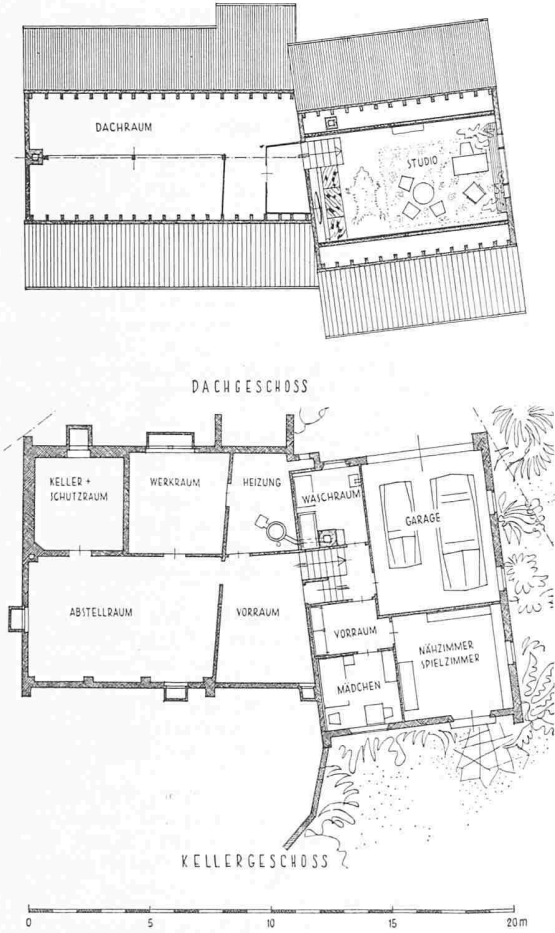 DACHRAUM
STUDIO
DACHGESCHOSS
KELLER +
SCHUTZRAUM
WERKRAUM
HEIZUNG
WASCHRAUM
GARAGE
ABSTELLRAUM
VORRAUM
VORRAUM
NÄHZIMMER
SPIELZIMMER
MÄDCHEN
KELLERGESCHOSS
0 5 10 15 20 m